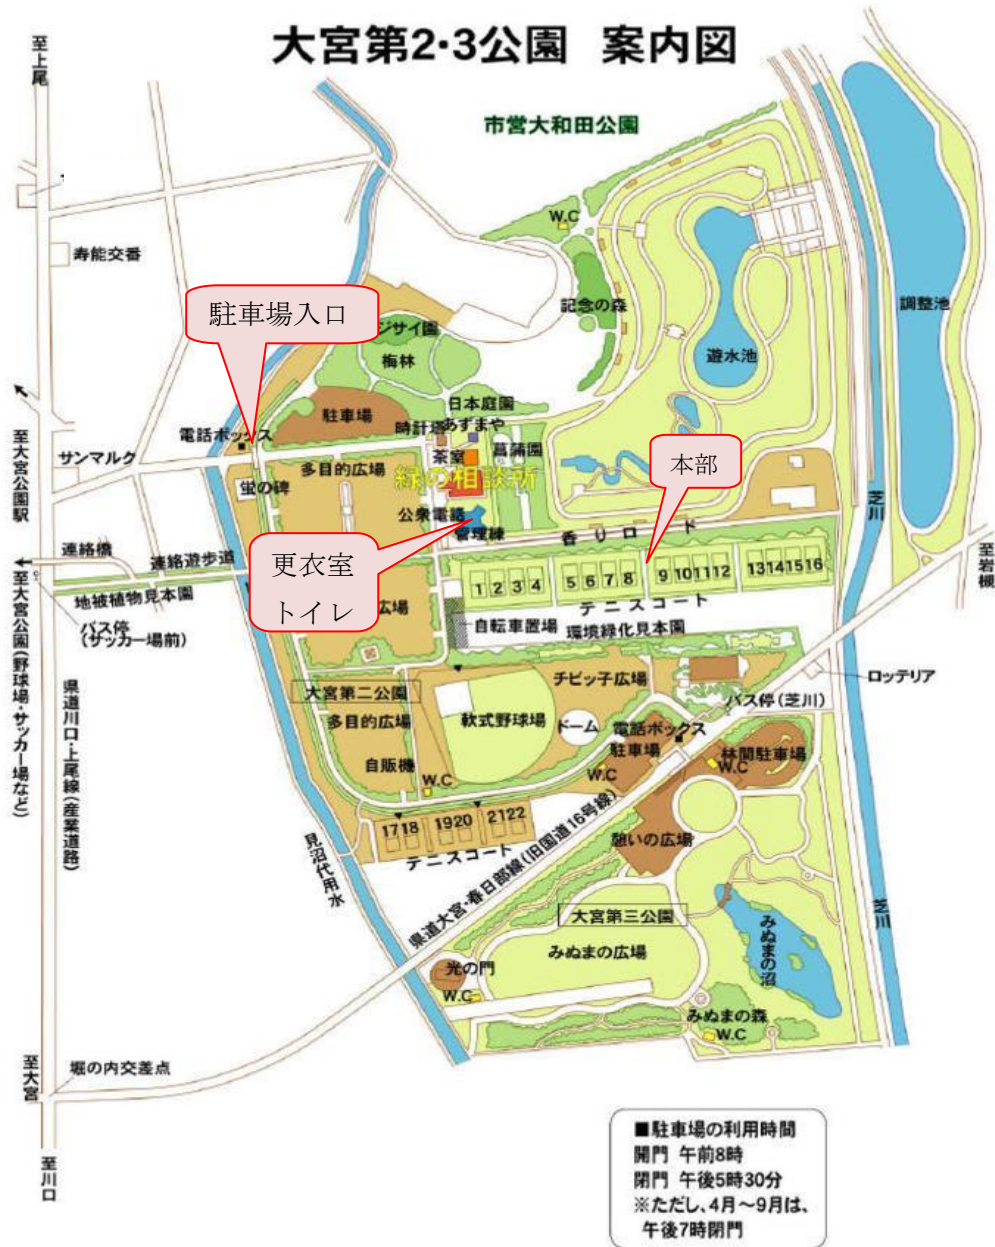 大宮第2・3公園 案内図
至上尾
市営大和田公園
W.C
寿能交番
記念の森
調整池
駐車場入口
ジサイ園
梅林
遊水池
日本庭園
駐車場
時計塔
あずまや
電話ボックス
サンマルク
多目的広場
茶室
菖蒲園
本部
緑の相談所
蛍の碑
至大宮公園駅
公衆電話
管理棟
香りロード
芝川
連絡橋
連絡遊歩道
更衣室
トイレ
1 2 3 4
5 6 7 8
9 10 11 12
13 14 15 16
至岩槻
地被植物見本園
広場
テニスコート
バス停
(サッカー場前)
自転車置場
環境緑化見本園
至大宮公園(野球場・サッカー場など)
県道川口・上尾線(産業道路)
大宮第二公園
チビッ子広場
ロッテリア
バス停(芝川)
多目的広場
軟式野球場
ドーム
電話ボックス
駐車場
林間駐車場
W.C
自販機
W.C
W.C
17 18
19 20
21 22
テニスコート
憩いの広場
見沼代用水
県道大宮・春日部線(旧国道16号線)
大宮第三公園
芝川
みぬまの広場
みぬまの沼
光の門
W.C
みぬまの森
W.C
至大宮
堀の内交差点
至川口
■駐車場の利用時間
開門 午前8時
閉門 午後5時30分
※ただし、4月〜9月は、
午後7時閉門